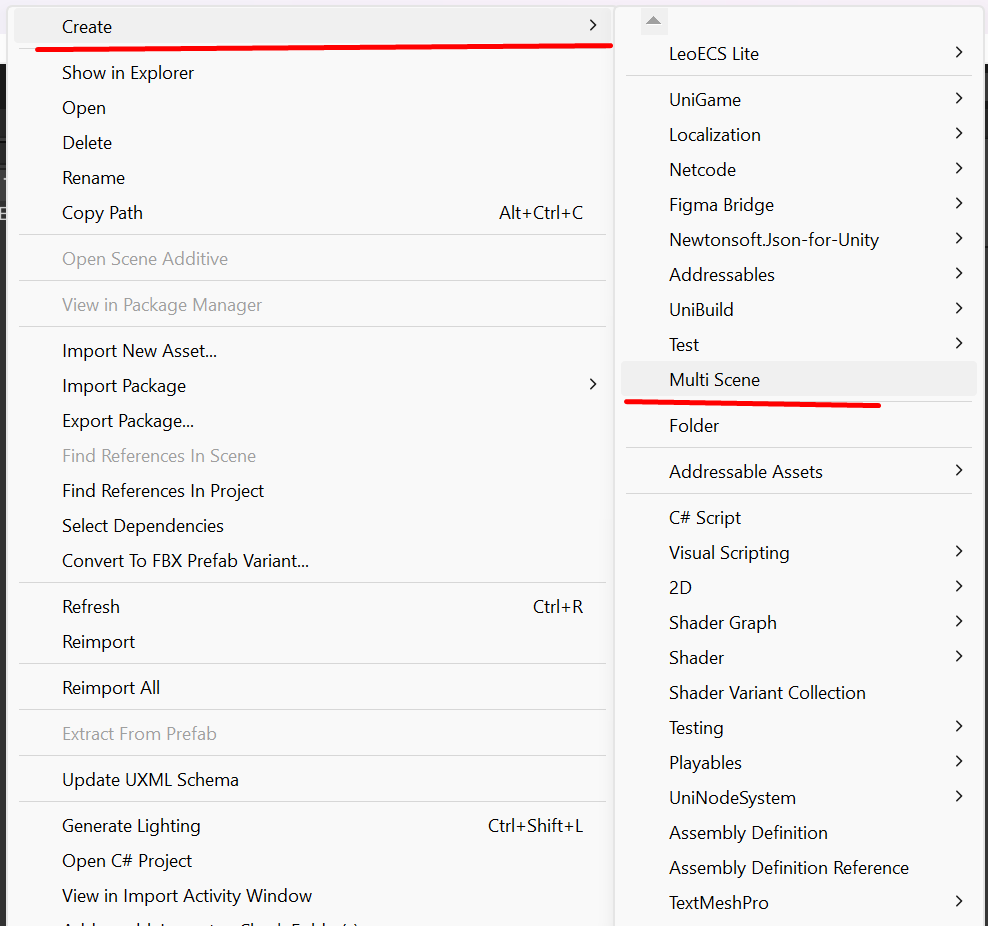 Create
Show in Explorer
Open
Delete
Rename
Copy Path Alt+Ctrl+C
Open Scene Additive
View in Package Manager
Import New Asset...
Import Package
Export Package...
Find References In Scene
Find References In Project
Select Dependencies
Convert To FBX Prefab Variant...
Refresh Ctrl+R
Reimport
Reimport All
Extract From Prefab
Update UXML Schema
Generate Lighting Ctrl+Shift+L
Open C# Project
View in Import Activity Window
LeoECS Lite
UniGame
Localization
Netcode
Figma Bridge
Newtonsoft.Json-for-Unity
Addressables
UniBuild
Test
Multi Scene
Folder
Addressable Assets
C# Script
Visual Scripting
2D
Shader Graph
Shader
Shader Variant Collection
Testing
Playables
UniNodeSystem
Assembly Definition
Assembly Definition Reference
TextMeshPro